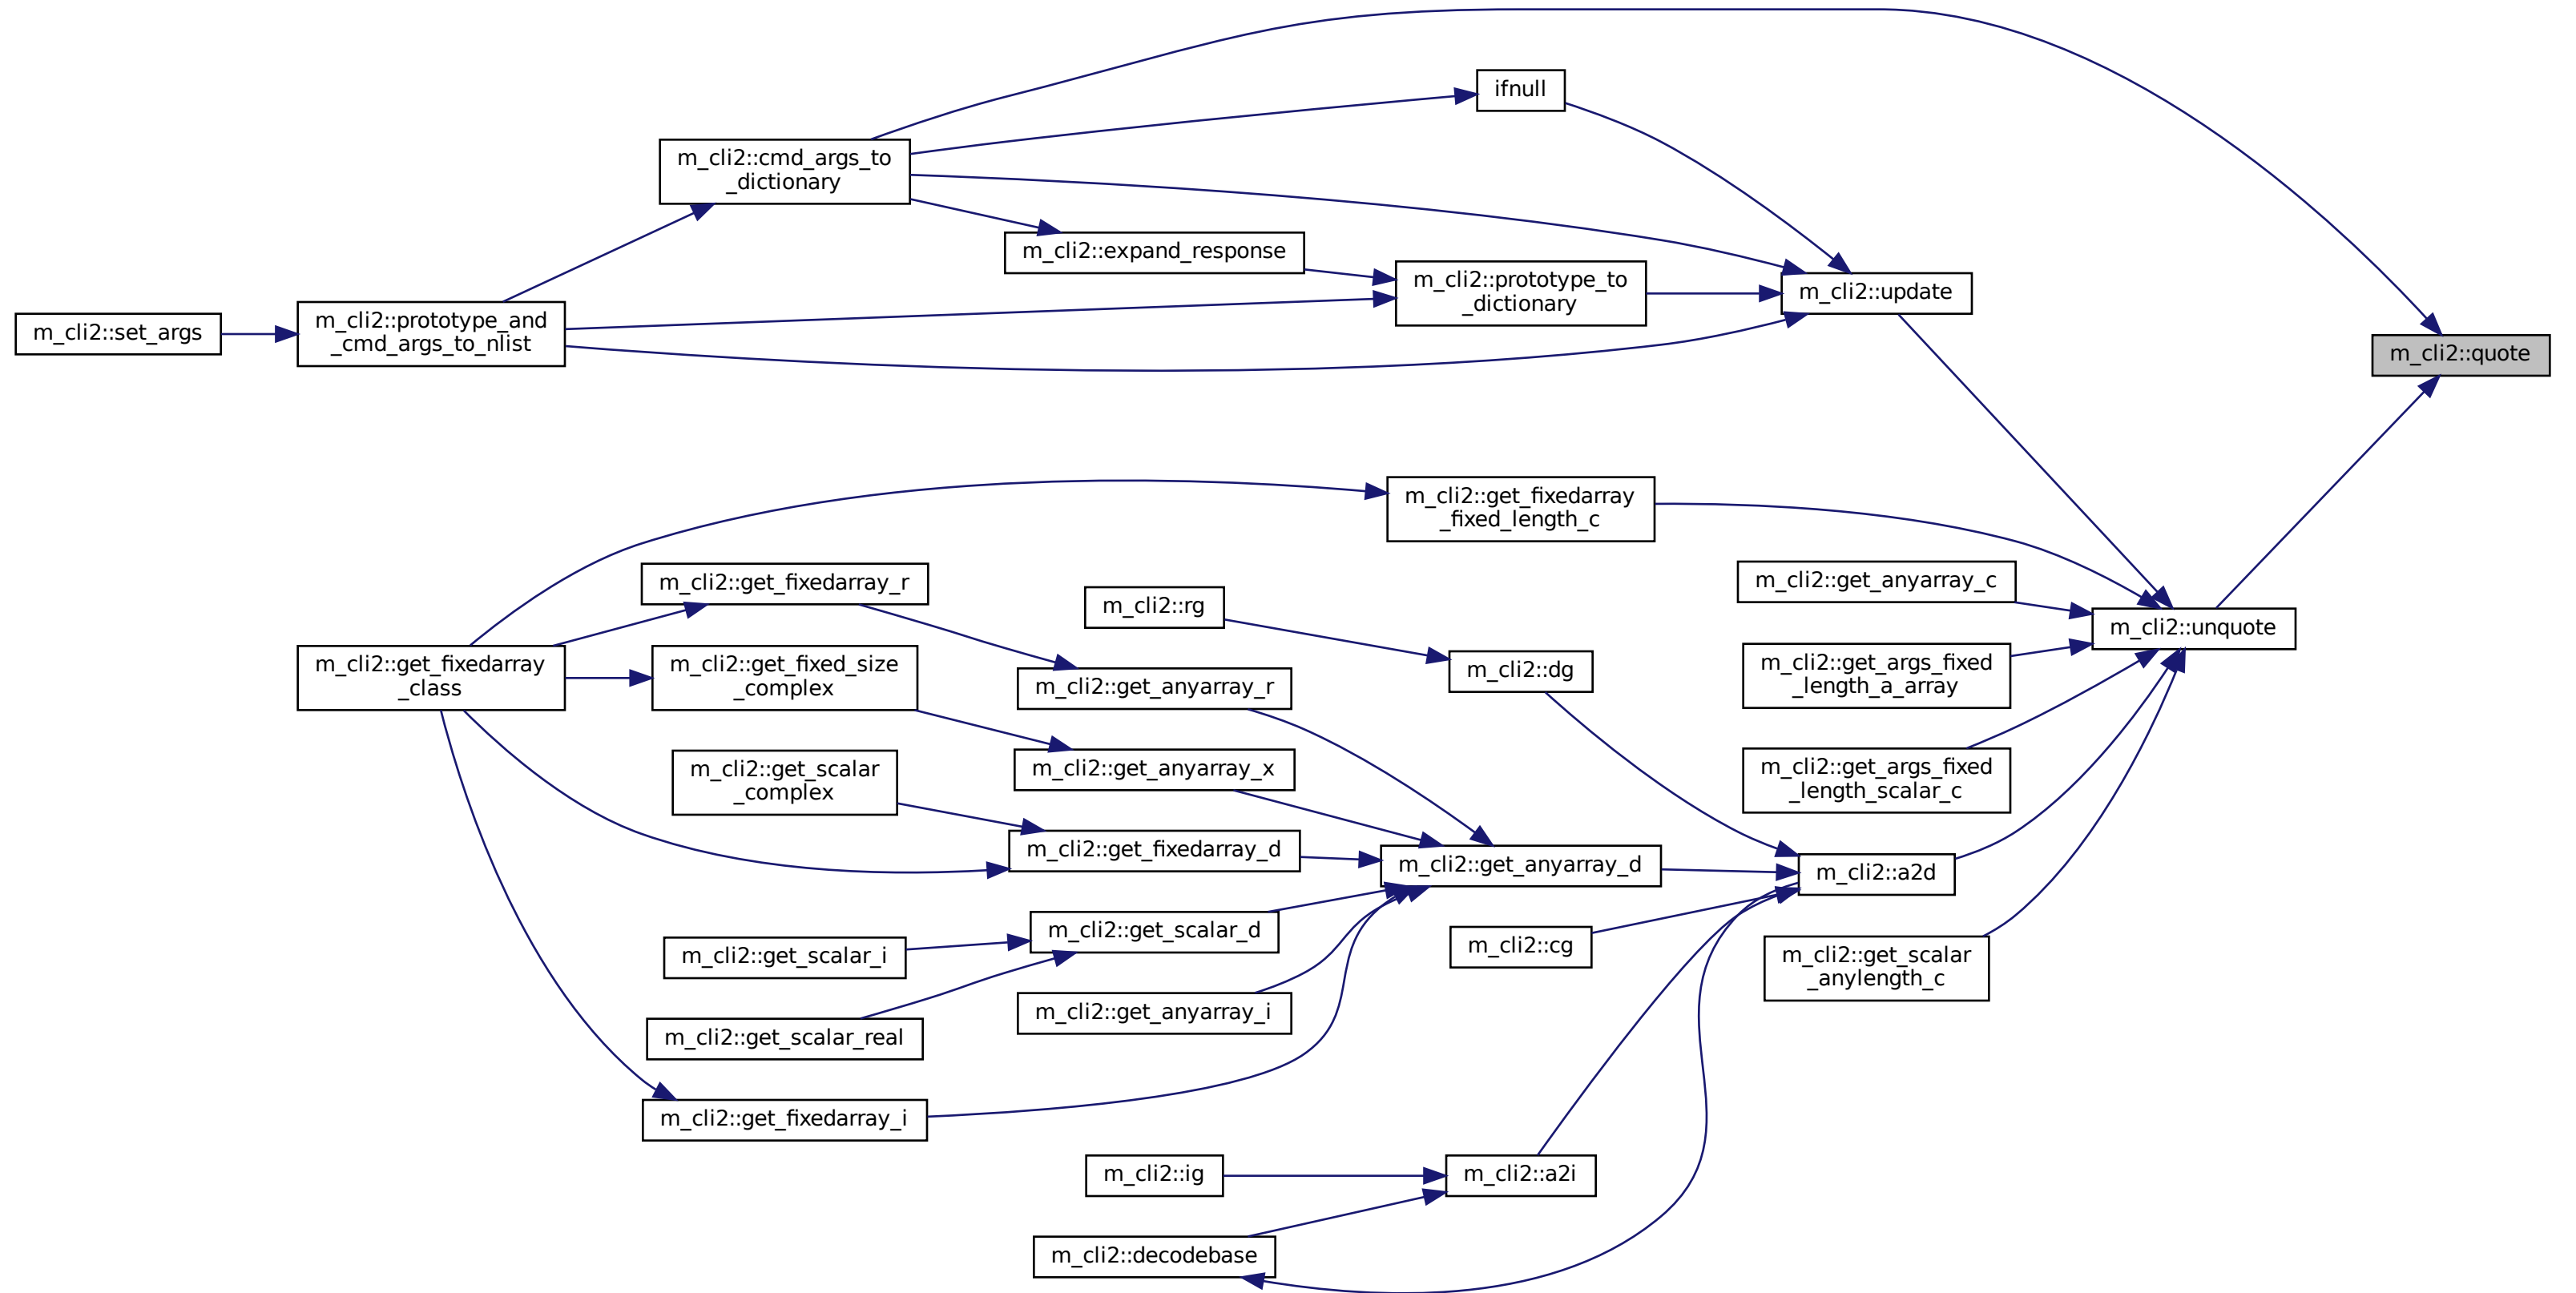 ifnull
m_cli2::cmd_args_to
_dictionary
m_cli2::expand_response
m_cli2::prototype_to
_dictionary
m_cli2::update
m_cli2::set_args
m_cli2::prototype_and
_cmd_args_to_nlist
m_cli2::quote
m_cli2::get_fixedarray
_fixed_length_c
m_cli2::get_fixedarray_r
m_cli2::get_anyarray_c
m_cli2::rg
m_cli2::unquote
m_cli2::get_fixedarray
_class
m_cli2::get_fixed_size
_complex
m_cli2::get_anyarray_r
m_cli2::dg
m_cli2::get_args_fixed
_length_a_array
m_cli2::get_scalar
_complex
m_cli2::get_anyarray_x
m_cli2::get_args_fixed
_length_scalar_c
m_cli2::get_fixedarray_d
m_cli2::get_anyarray_d
m_cli2::a2d
m_cli2::get_scalar_d
m_cli2::cg
m_cli2::get_scalar_i
m_cli2::get_scalar
_anylength_c
m_cli2::get_anyarray_i
m_cli2::get_scalar_real
m_cli2::get_fixedarray_i
m_cli2::ig
m_cli2::a2i
m_cli2::decodebase